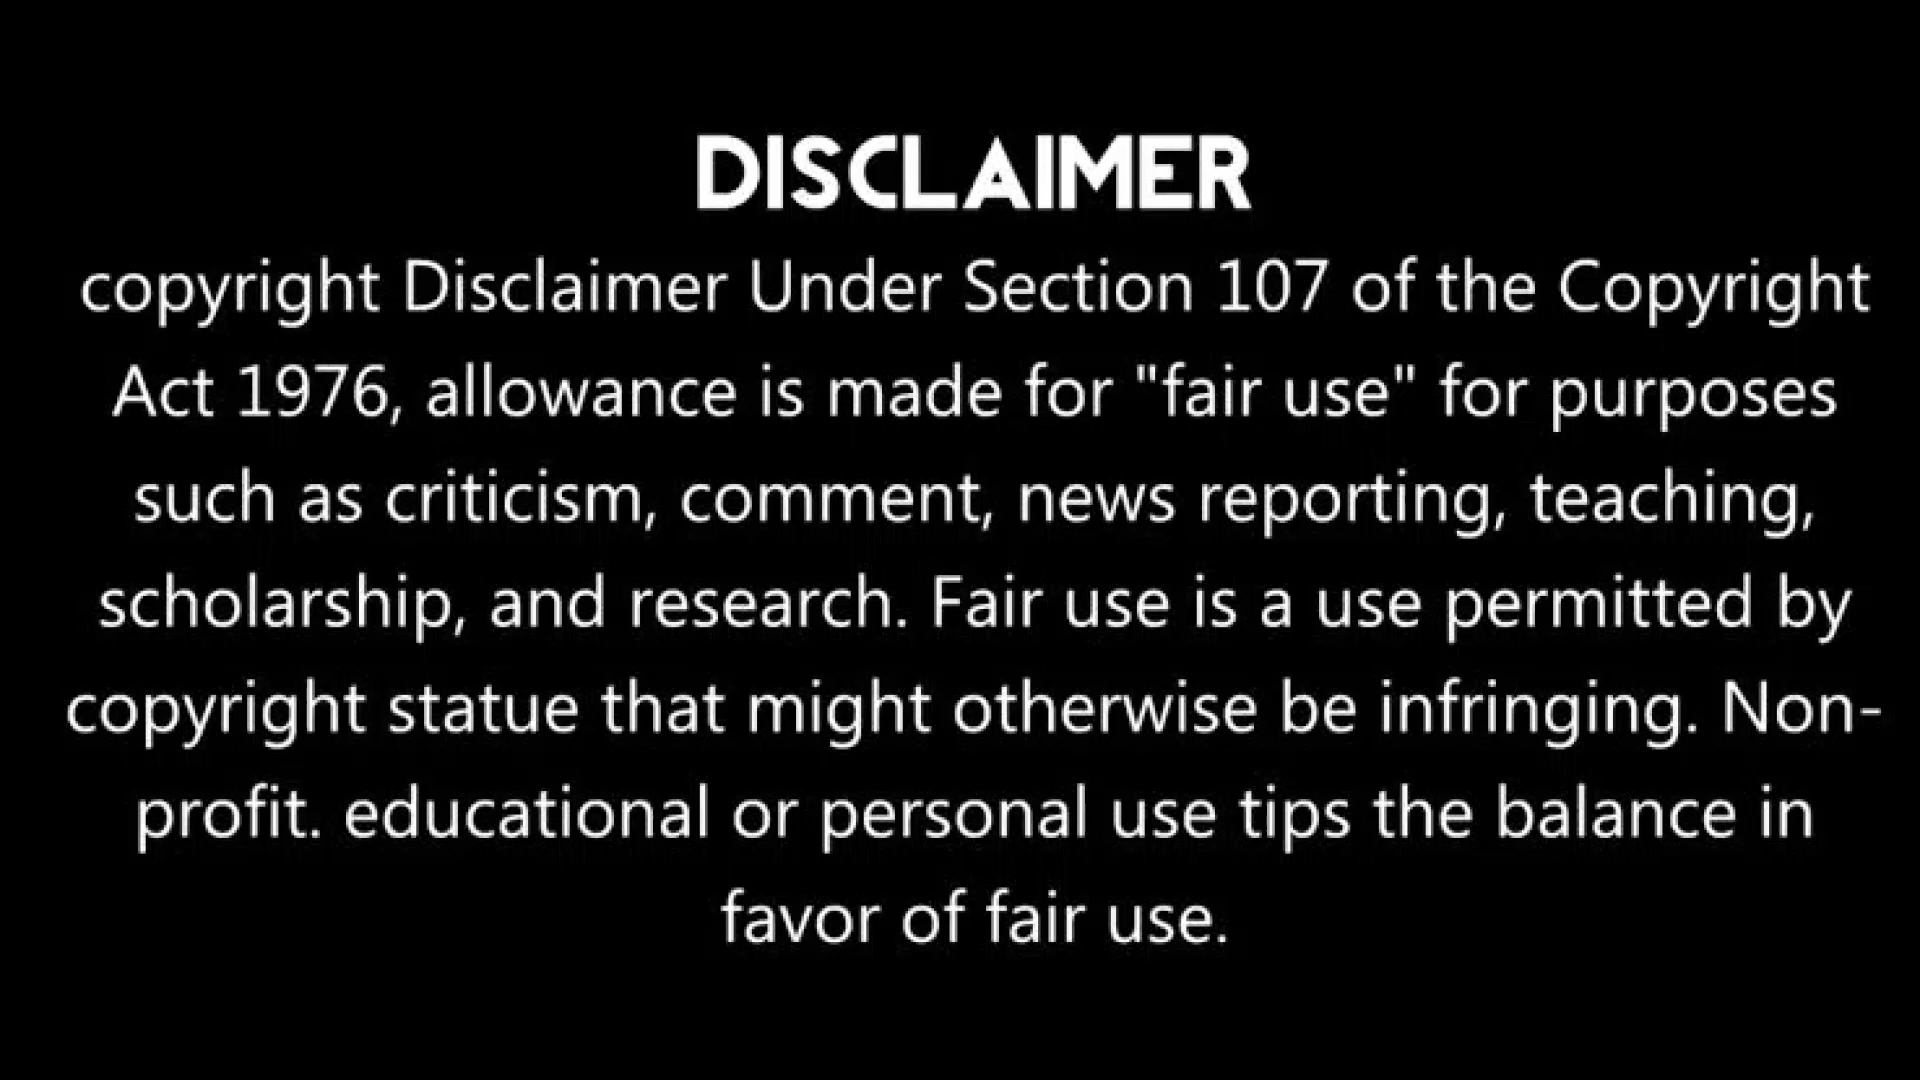 DISCLAIMER
copyright Disclaimer Under Section 107 of the Copyright
Act 1976, allowance is made for "fair use" for purposes
such as criticism, comment, news reporting, teaching,
scholarship, and research. Fair use is a use permitted by
copyright statue that might otherwise be infringing. Non-
profit. educational or personal use tips the balance in
favor of fair use.